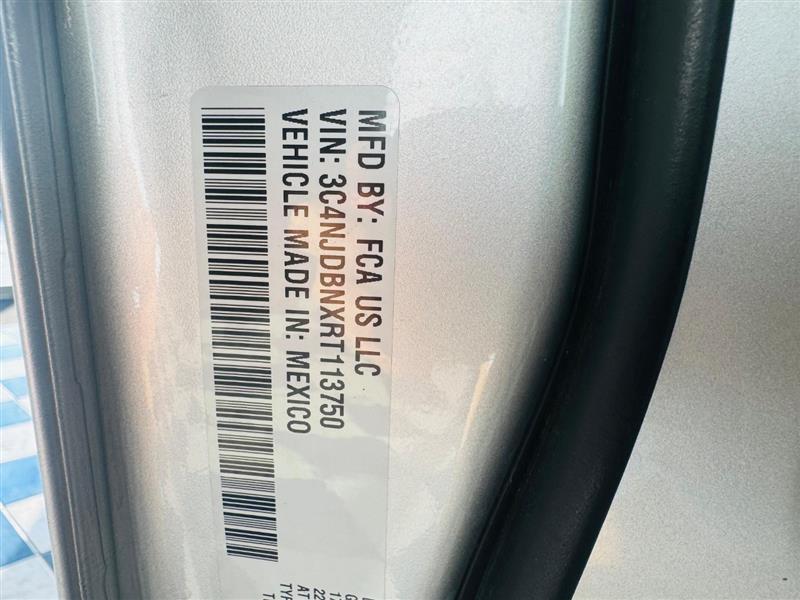 MFD BY: FCA US LLC
VIN: 3C4NJDBNXRT113750
VEHICLE MADE IN: MEXICO